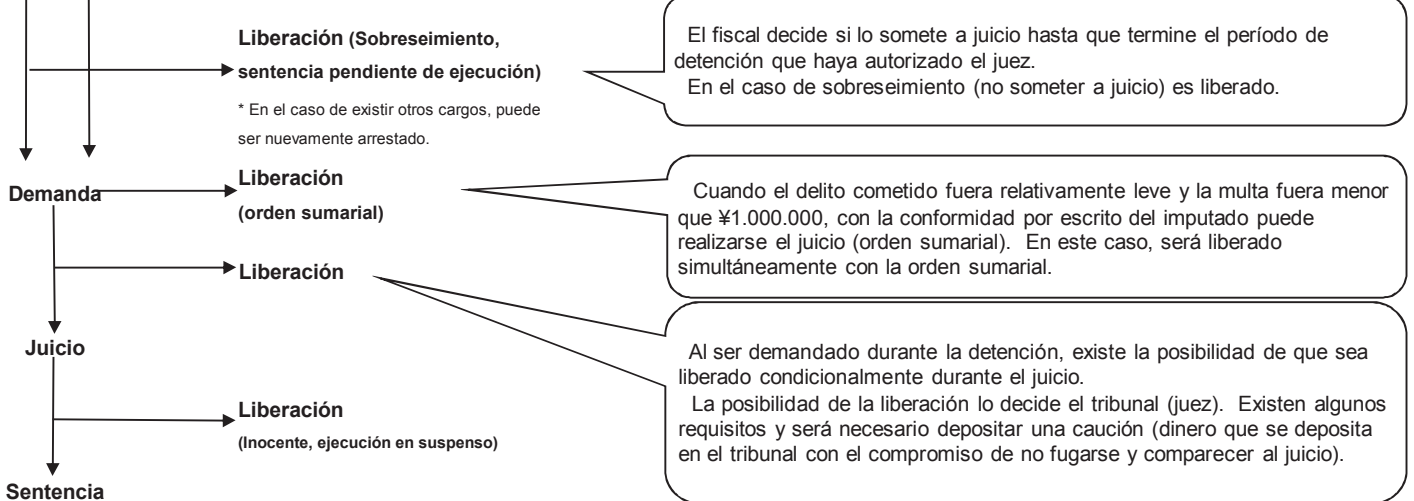 Liberación (Sobreseimiento,
sentencia pendiente de ejecución)
* En el caso de existir otros cargos, puede
ser nuevamente arrestado.
El fiscal decide si lo somete a juicio hasta que termine el período de
detención que haya autorizado el juez.
En el caso de sobreseimiento (no someter a juicio) es liberado.
Demanda
Liberación
(orden sumarial)
Cuando el delito cometido fuera relativamente leve y la multa fuera menor
que ¥1.000.000, con la conformidad por escrito del imputado puede
realizarse el juicio (orden sumarial). En este caso, será liberado
simultáneamente con la orden sumarial.
Liberación
Al ser demandado durante la detención, existe la posibilidad de que sea
liberado condicionalmente durante el juicio.
La posibilidad de la liberación lo decide el tribunal (juez). Existen algunos
requisitos y será necesario depositar una caución (dinero que se deposita
en el tribunal con el compromiso de no fugarse y comparecer al juicio).
Juicio
Liberación
(Inocente, ejecución en suspenso)
Sentencia